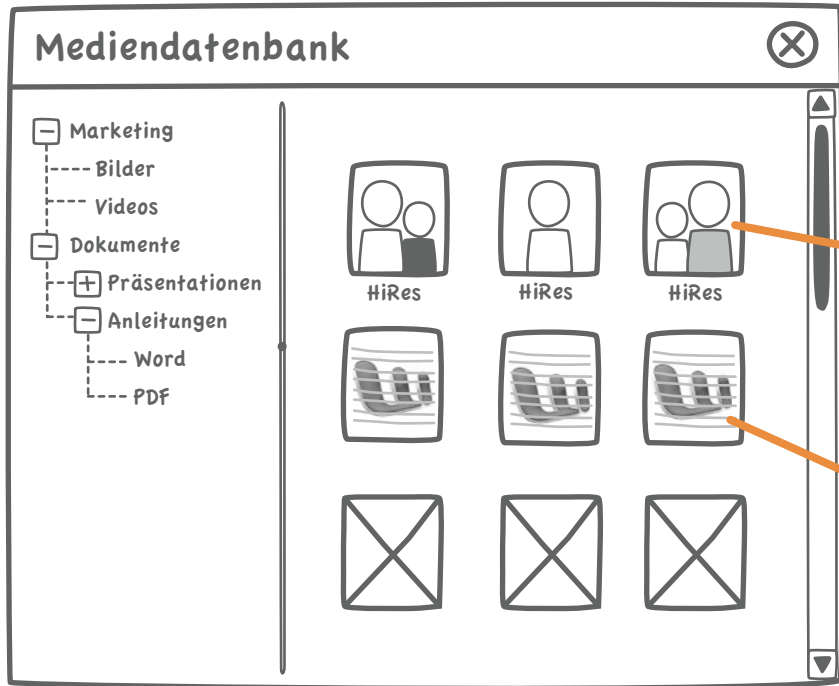 Mediendatenbank
Marketing
Bilder
Videos
Dokumente
Präsentationen
Anleitungen
Word
PDF
HiRes HiRes HiRes